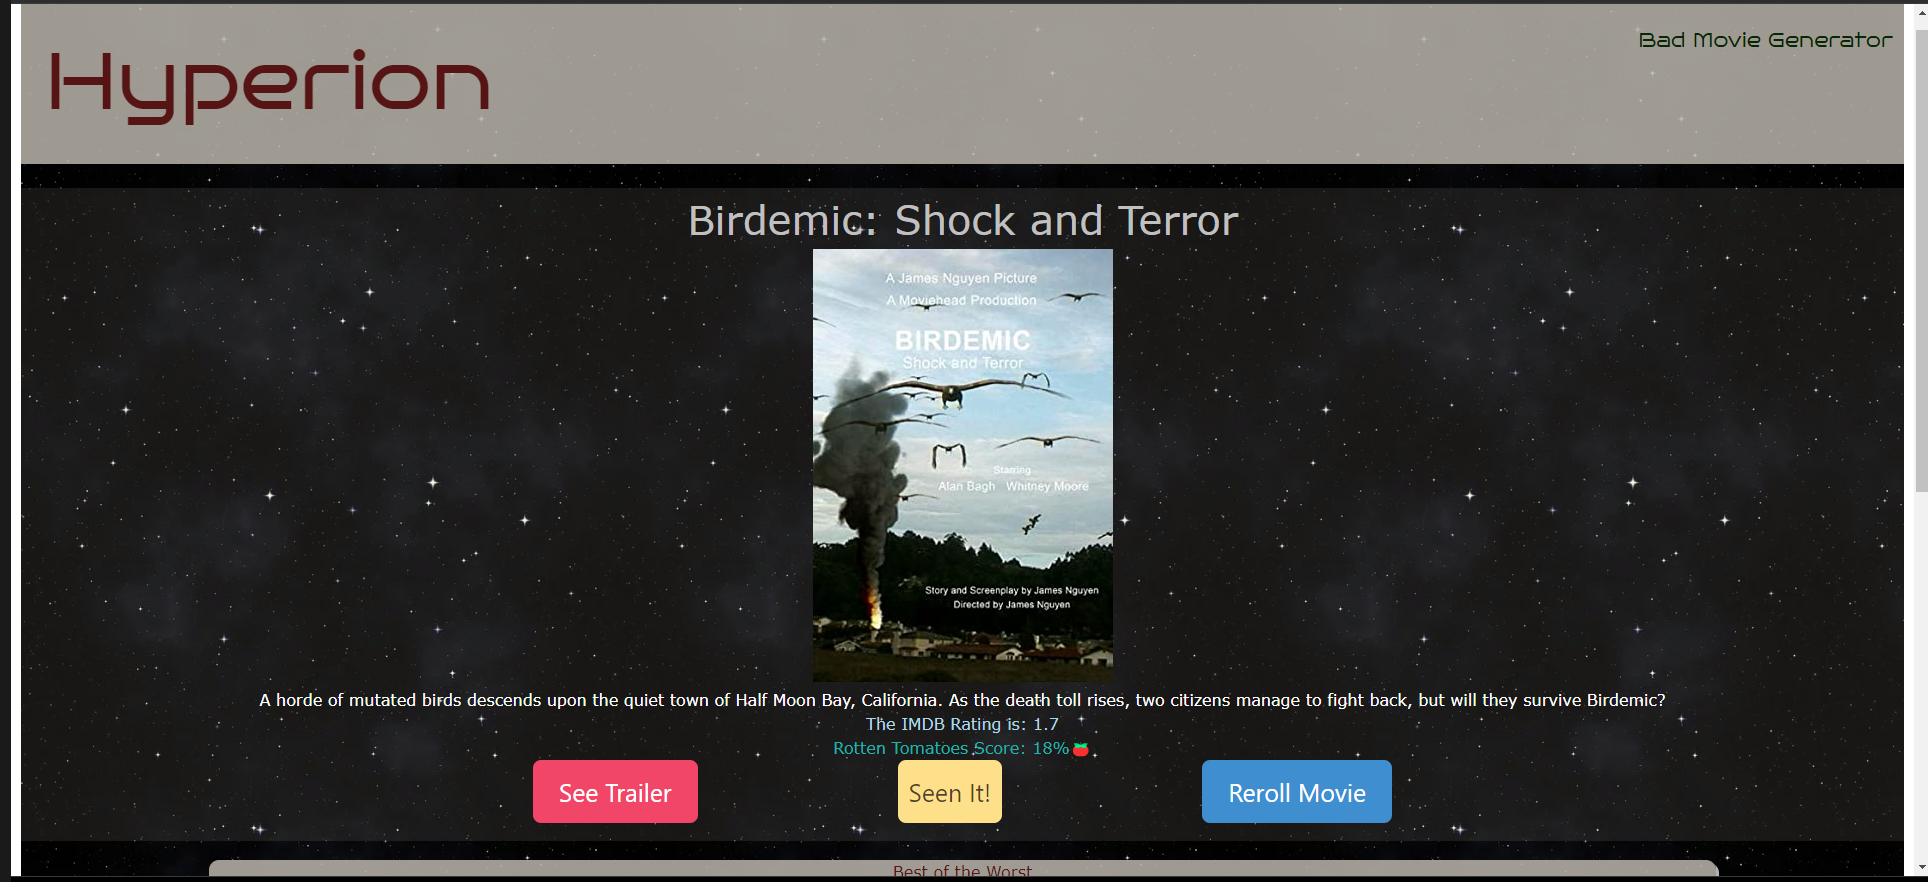 Hyperion
Bad Movie Generator
Birdemic: Shock and Terror
A James Nguyen Picture
A Moviehead Production
BIRDEMIC
Shock and Terror
Starring
Alan Bagh Whitney Moore
Story and Screenplay by James Nguyen
Directed by James Nguyen
A horde of mutated birds descends upon the quiet town of Half Moon Bay, California. As the death toll rises, two citizens manage to fight back, but will they survive Birdemic?
The IMDB Rating is: 1.7
Rotten Tomatoes Score: 18%🍅
See Trailer
Seen It!
Reroll Movie
Best of the Worst